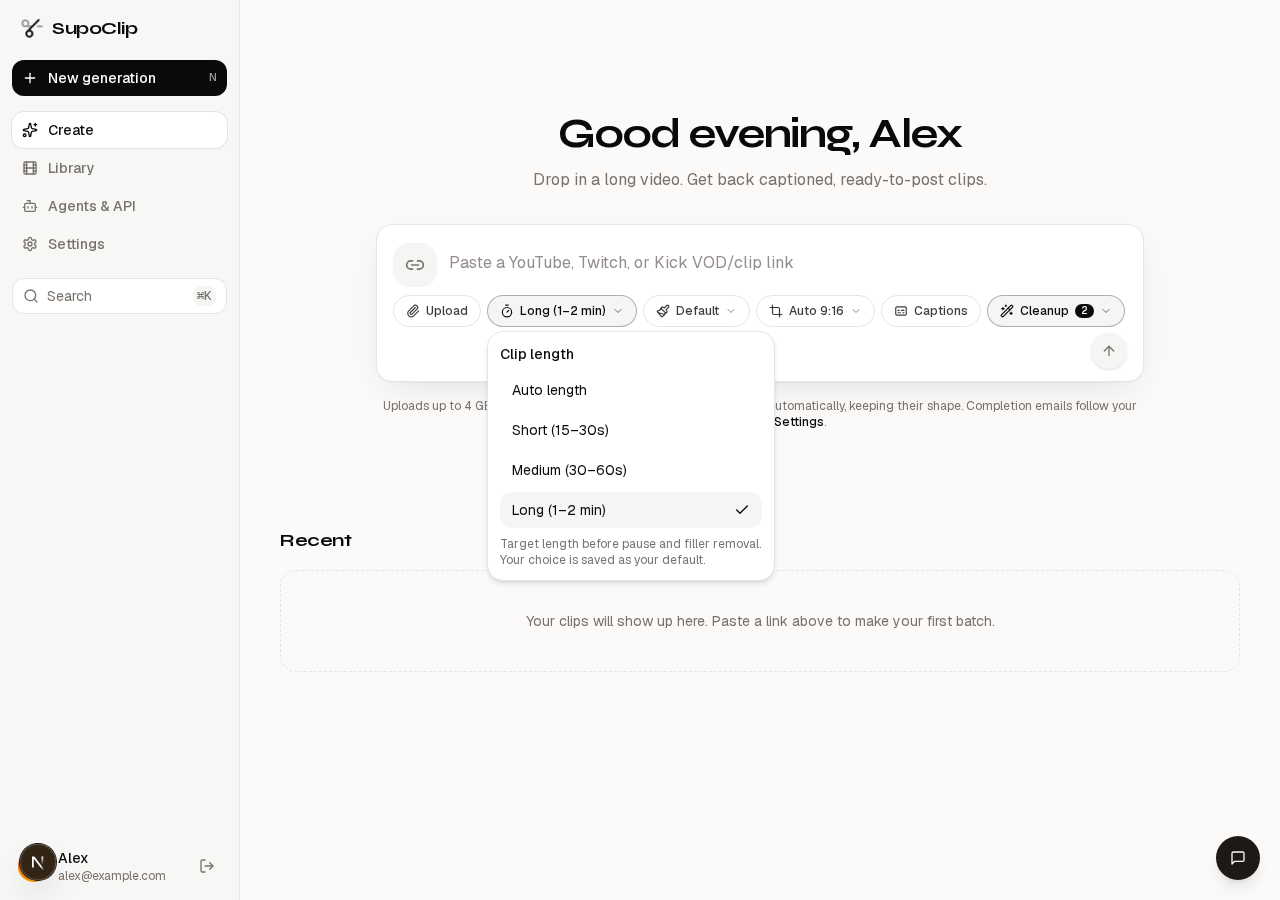 SupoClip
New generation N
Create
Library
Agents & API
Settings
Search ⌘K
Good evening, Alex
Drop in a long video. Get back captioned, ready-to-post clips.
Paste a YouTube, Twitch, or Kick VOD/clip link
Upload Long (1–2 min) Default Auto 9:16 Captions Cleanup 2
Clip length
Auto length
Short (15–30s)
Medium (30–60s)
Long (1–2 min)
Target length before pause and filler removal.
Your choice is saved as your default.
Uploads up to 4 automatically, keeping their shape. Completion emails follow your
Settings.
Recent
Your clips will show up here. Paste a link above to make your first batch.
N
Alex
alex@example.com